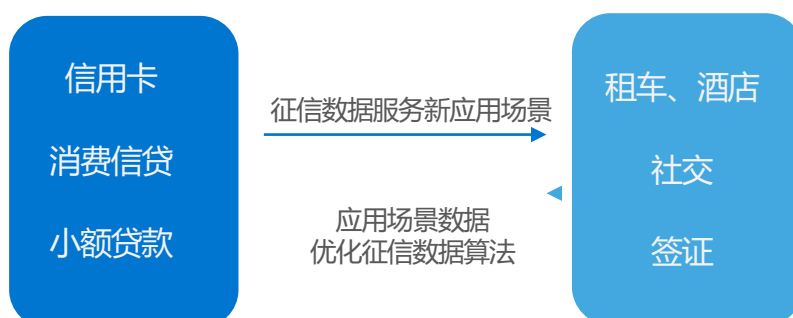 信用卡
消费信贷
小额贷款
征信数据服务新应用场景
应用场景数据
优化征信数据算法
租车、酒店
社交
签证